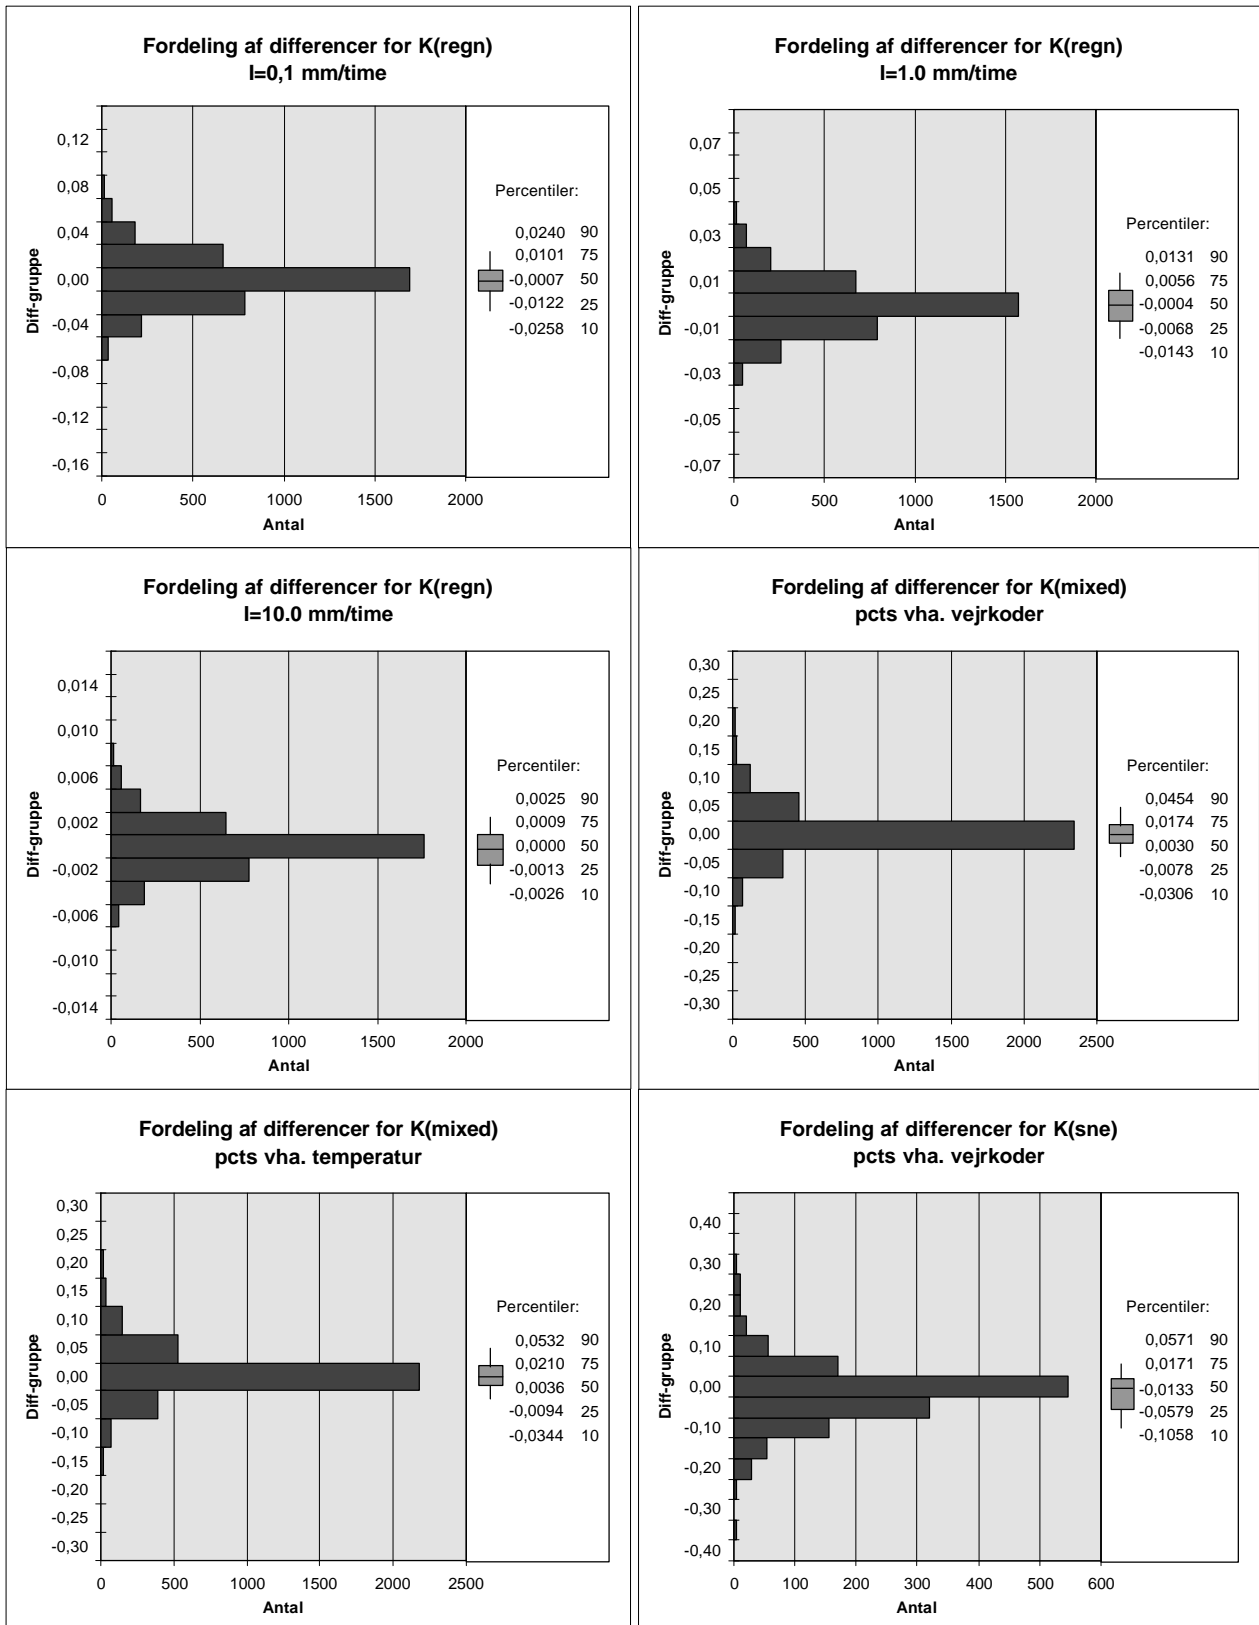 Fordeling af differencer for K(regn)
I=0,1 mm/time
Diff-gruppe
0,12
0,08
0,04
0,00
-0,04
-0,08
-0,12
-0,16
0 500 1000 1500 2000
Antal
Percentiler:
0,0240 90
0,0101 75
-0,0007 50
-0,0122 25
-0,0258 10
Fordeling af differencer for K(regn)
I=1.0 mm/time
Diff-gruppe
0,07
0,05
0,03
0,01
-0,01
-0,03
-0,05
-0,07
0 500 1000 1500 2000
Antal
Percentiler:
0,0131 90
0,0056 75
-0,0004 50
-0,0068 25
-0,0143 10
Fordeling af differencer for K(regn)
I=10.0 mm/time
Diff-gruppe
0,014
0,010
0,006
0,002
-0,002
-0,006
-0,010
-0,014
0 500 1000 1500 2000
Antal
Percentiler:
0,0025 90
0,0009 75
0,0000 50
-0,0013 25
-0,0026 10
Fordeling af differencer for K(mixed)
pcts vha. vejrkoder
Diff-gruppe
0,30
0,25
0,20
0,15
0,10
0,05
0,00
-0,05
-0,10
-0,15
-0,20
-0,25
-0,30
0 500 1000 1500 2000 2500
Antal
Percentiler:
0,0454 90
0,0174 75
0,0030 50
-0,0078 25
-0,0306 10
Fordeling af differencer for K(mixed)
pcts vha. temperatur
Diff-gruppe
0,30
0,25
0,20
0,15
0,10
0,05
0,00
-0,05
-0,10
-0,15
-0,20
-0,25
-0,30
0 500 1000 1500 2000 2500
Antal
Percentiler:
0,0532 90
0,0210 75
0,0036 50
-0,0094 25
-0,0344 10
Fordeling af differencer for K(sne)
pcts vha. vejrkoder
Diff-gruppe
0,40
0,30
0,20
0,10
0,00
-0,10
-0,20
-0,30
-0,40
0 100 200 300 400 500 600
Antal
Percentiler:
0,0571 90
0,0171 75
-0,0133 50
-0,0579 25
-0,1058 10